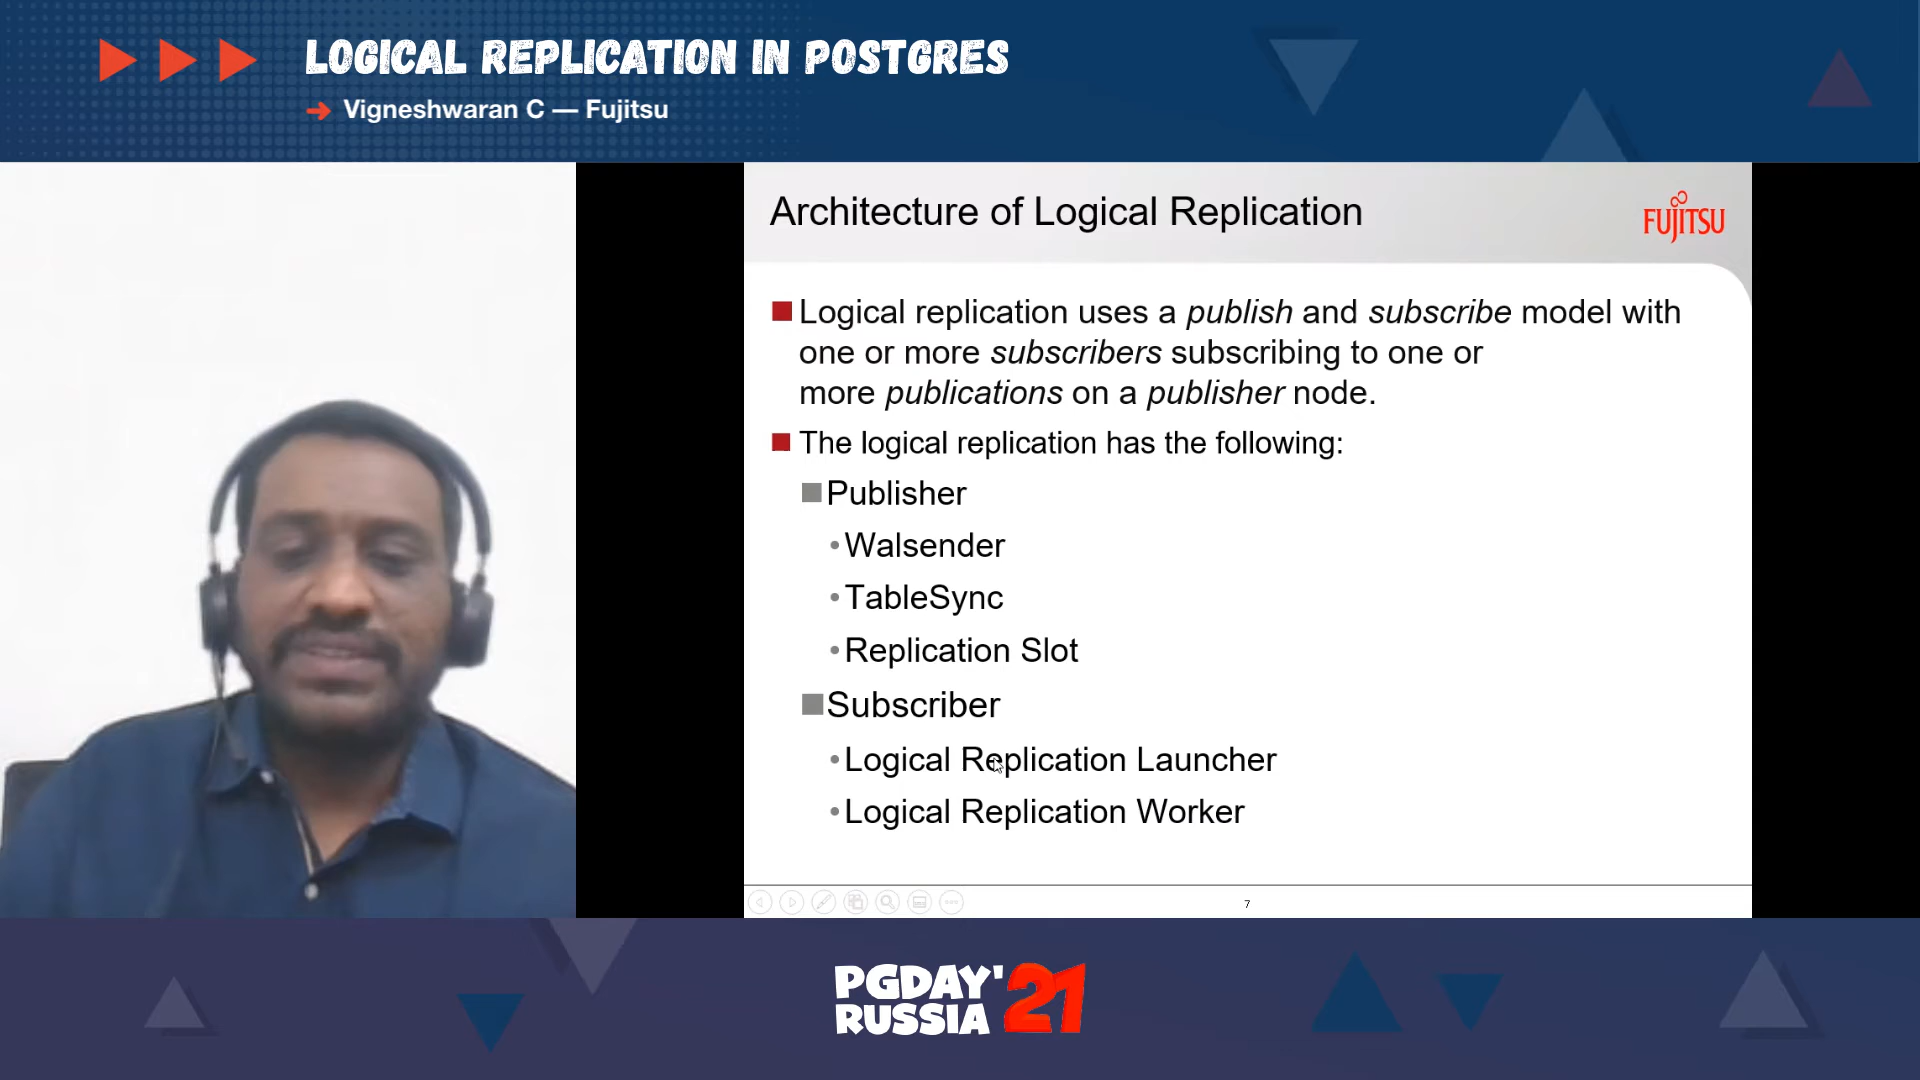 LOGICAL REPLICATION IN POSTGRES
Vigneshwaran C — Fujitsu
Architecture of Logical Replication
FUJITSU
Logical replication uses a publish and subscribe model with
one or more subscribers subscribing to one or
more publications on a publisher node.
The logical replication has the following:
Publisher
Walsender
TableSync
Replication Slot
Subscriber
Logical Replication Launcher
Logical Replication Worker
7
PGDAY'21
RUSSIA